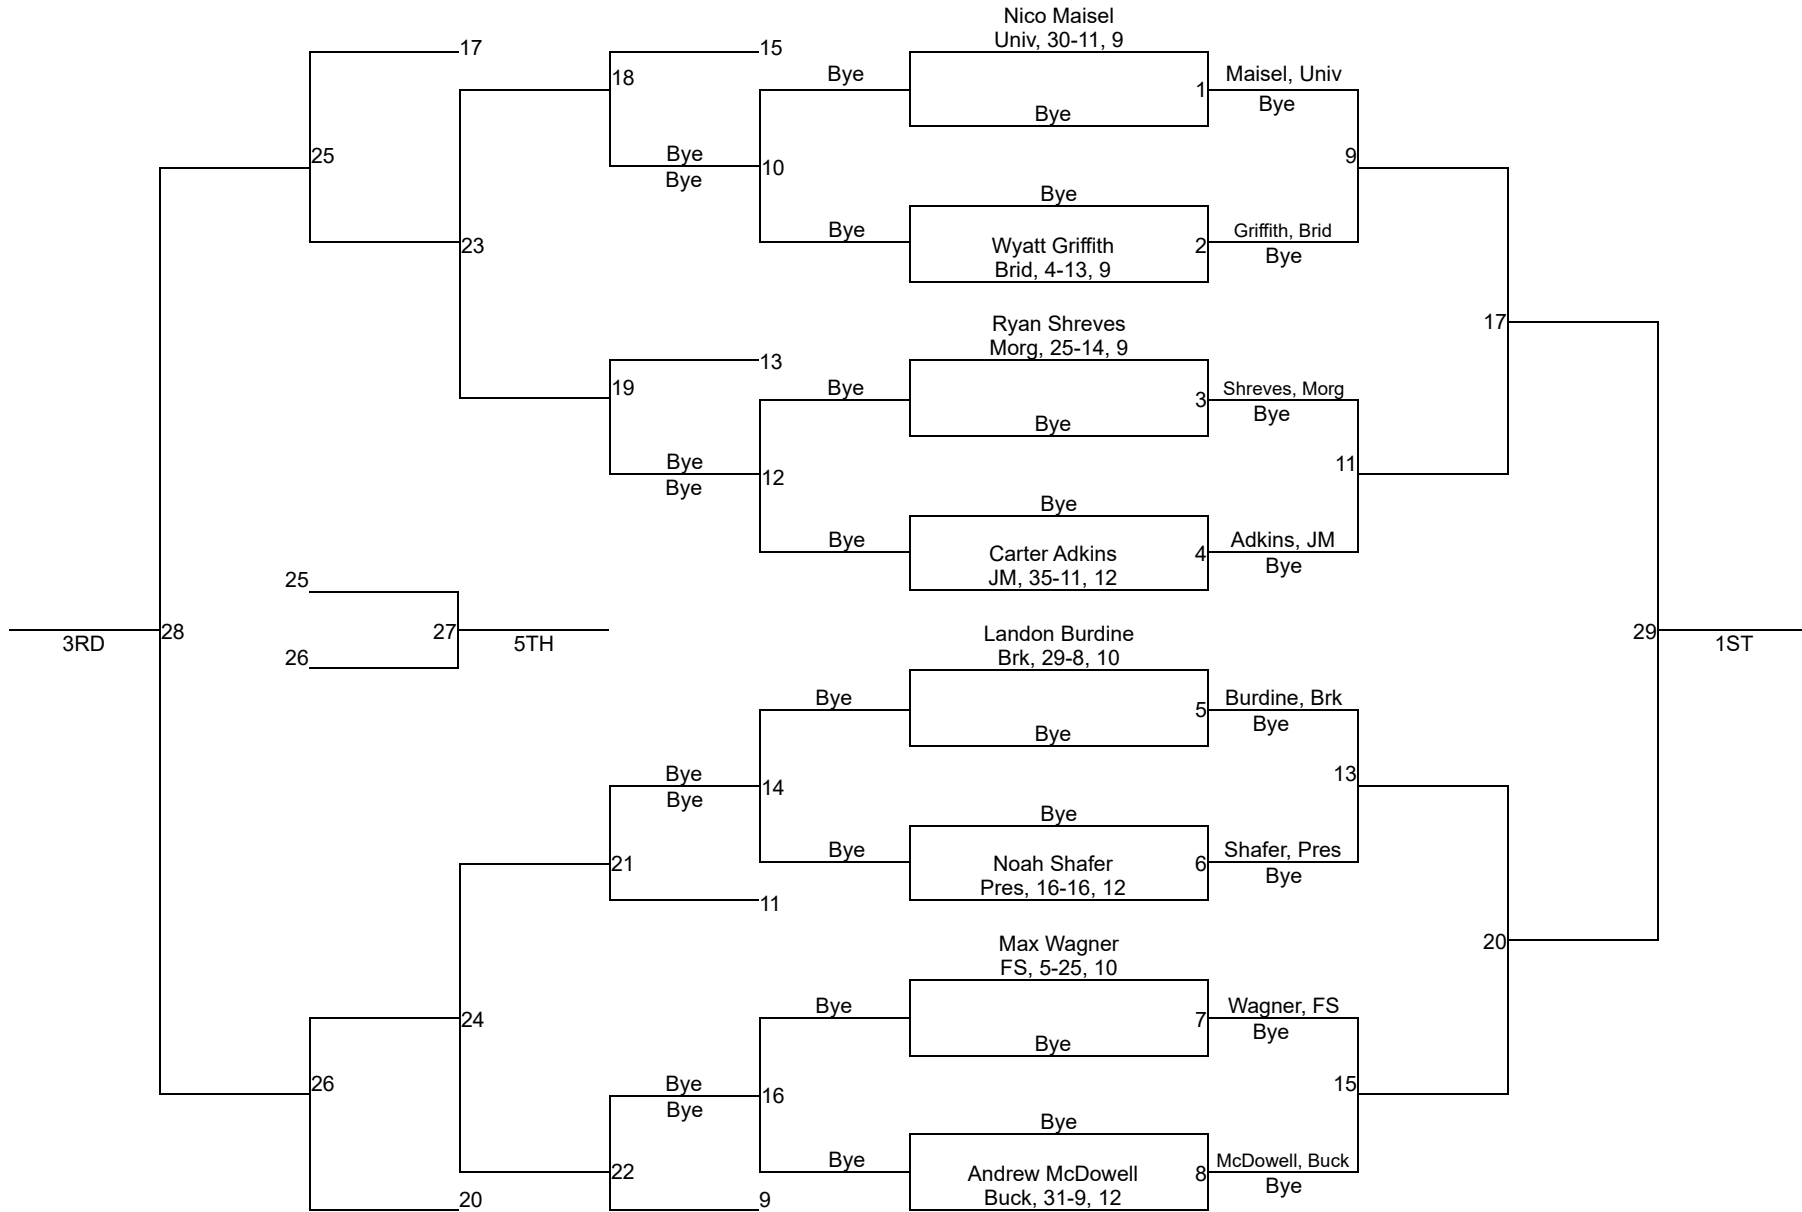 Nico Maisel
Univ, 30-11, 9
17
15
18
Bye
1
Maisel, Univ
Bye
Bye
25
Bye
Bye
10
9
Bye
23
Bye
Wyatt Griffith
Brid, 4-13, 9
2
Griffith, Brid
Bye
Ryan Shreves
Morg, 25-14, 9
17
13
19
Bye
3
Shreves, Morg
Bye
Bye
Bye
Bye
12
11
Bye
Bye
Carter Adkins
JM, 35-11, 12
4
Adkins, JM
Bye
25
27
26
5TH
3RD
28
29
1ST
Landon Burdine
Brk, 29-8, 10
Bye
5
Burdine, Brk
Bye
Bye
Bye
Bye
14
13
Bye
21
Bye
Noah Shafer
Pres, 16-16, 12
6
Shafer, Pres
Bye
11
20
Max Wagner
FS, 5-25, 10
24
Bye
7
Wagner, FS
Bye
Bye
26
Bye
Bye
16
15
Bye
22
Bye
Andrew McDowell
Buck, 31-9, 12
8
McDowell, Buck
Bye
20
9